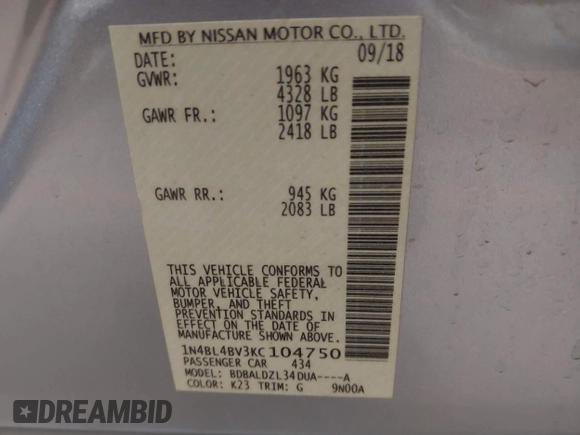 MFD BY NISSAN MOTOR CO., LTD.
DATE: 09/18
GVWR: 1963 KG
4328 LB
GAWR FR.: 1097 KG
2418 LB
GAWR RR.: 945 KG
2083 LB
THIS VEHICLE CONFORMS TO
ALL APPLICABLE FEDERAL
MOTOR VEHICLE SAFETY,
BUMPER, AND THEFT
PREVENTION STANDARDS IN
EFFECT ON THE DATE OF
MANUFACTURE SHOWN ABOVE.
1N4BL4BV3KC104750
PASSENGER CAR 434
MODEL: BDBALDZL34DUA----A
COLOR: K23 TRIM: G 9N00A
DREAMBID